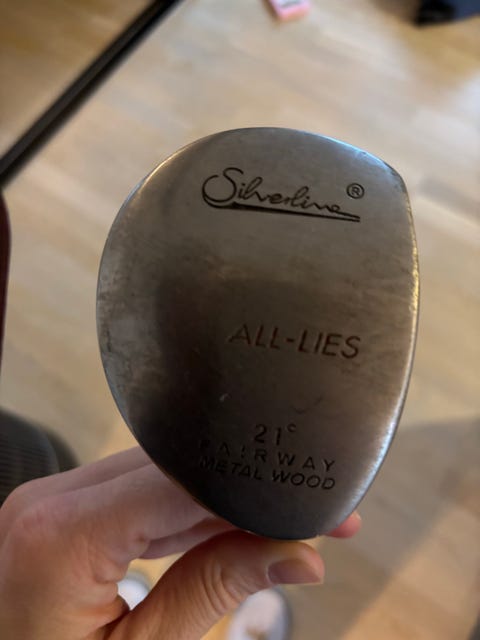 Silverline ®
ALL-LIES
21°
FAIRWAY
METAL WOOD